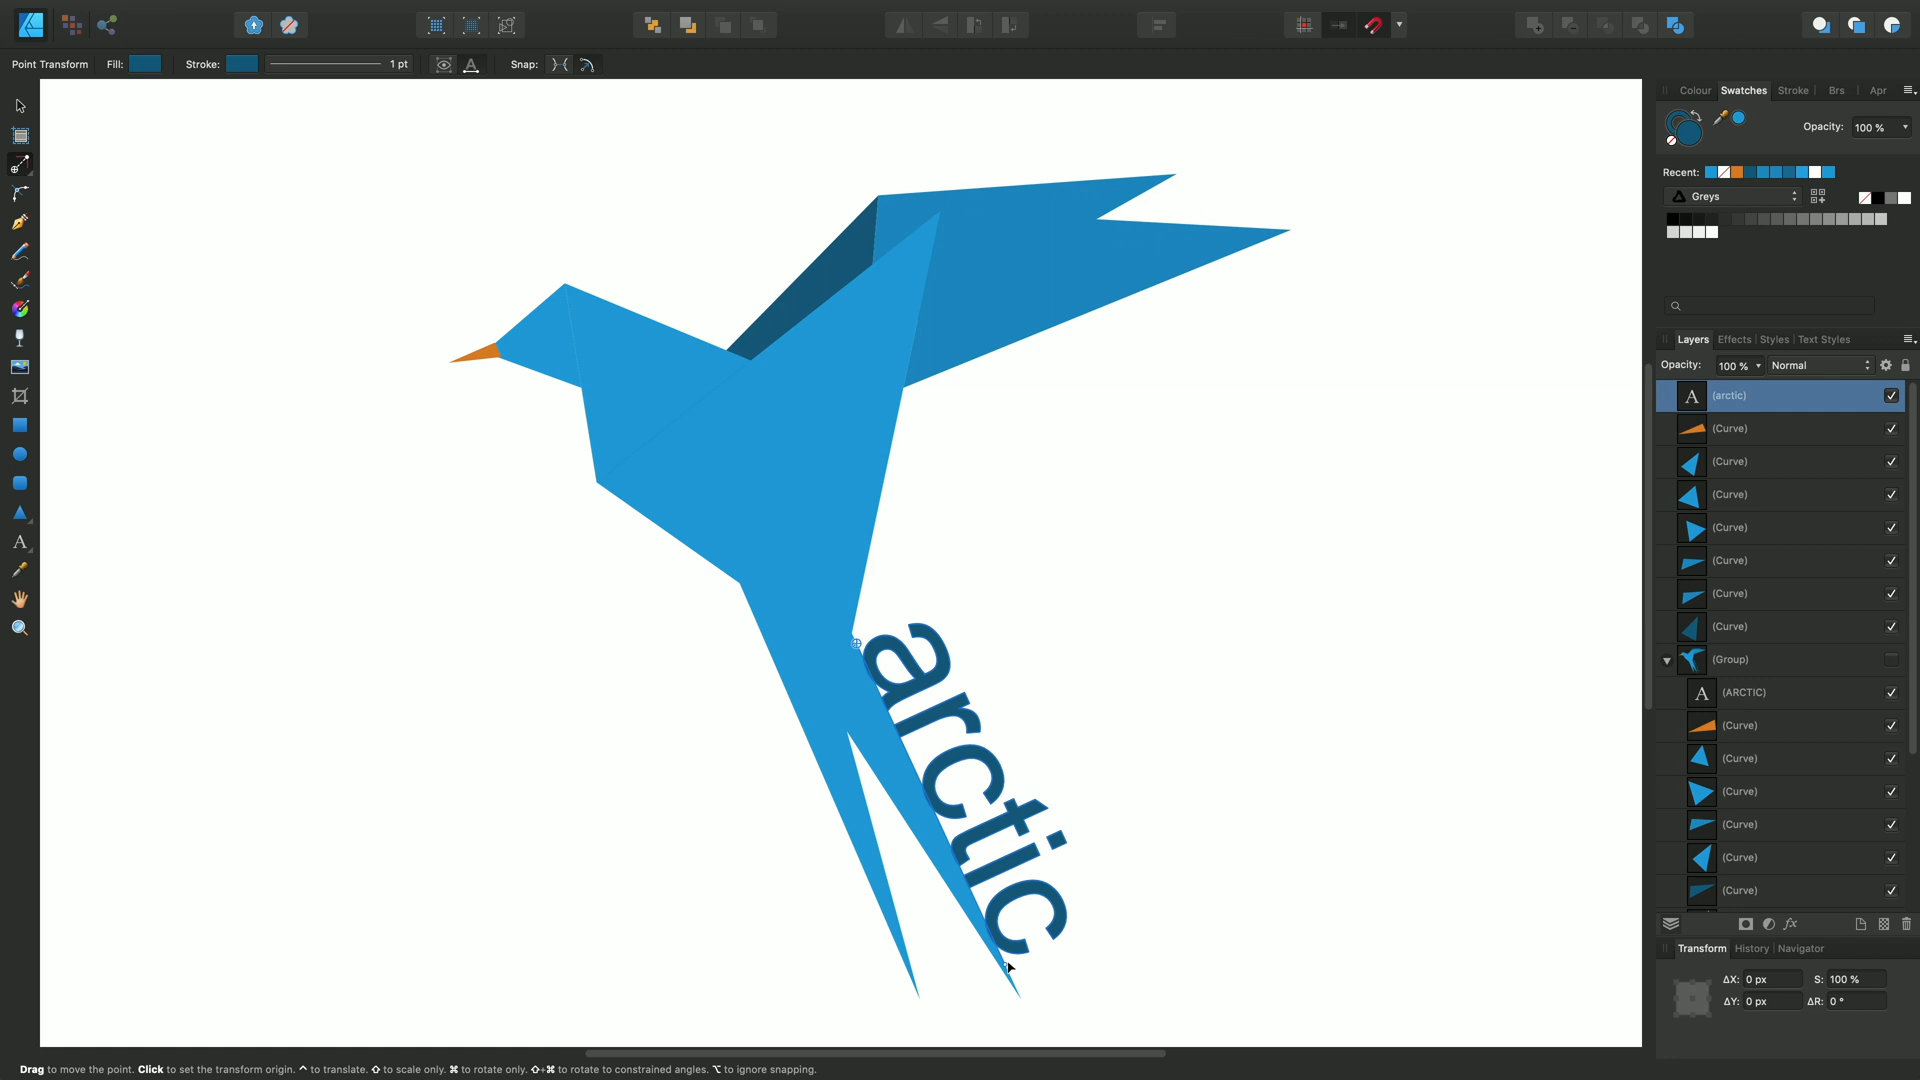 Point Transform Fill: Stroke: 1 pt Snap:
Colour Swatches Stroke Brs Apr
Opacity: 100 %
Recent:
Greys
Layers Effects Styles Text Styles
Opacity: 100 % Normal
A (arctic)
(Curve)
(Curve)
(Curve)
(Curve)
(Curve)
(Curve)
(Curve)
(Group)
A (ARCTIC)
(Curve)
(Curve)
(Curve)
(Curve)
(Curve)
(Curve)
fx
Transform History Navigator
ΔX: 0 px S: 100 %
ΔY: 0 px ΔR: 0 °
A
arctic
Drag to move the point. Click to set the transform origin. ⌃ to translate. ⇧ to scale only. ⌘ to rotate only. ⇧+⌘ to rotate to constrained angles. ⌥ to ignore snapping.